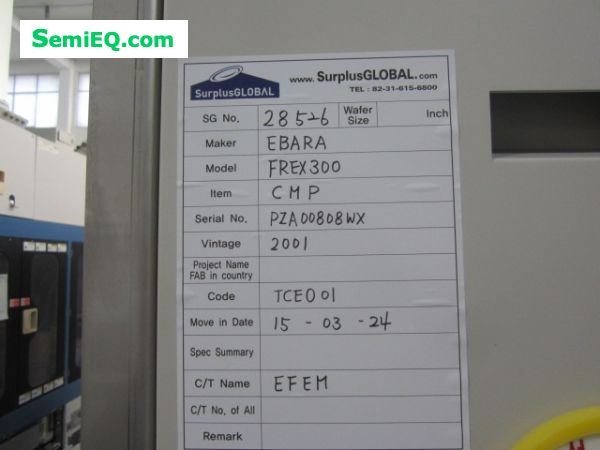 SemiEQ.com
SurplusGLOBAL
www.SurplusGLOBAL.com
TEL : 82-31-615-6800
SG No. 28526 Wafer Size Inch
Maker EBARA
Model FREX300
Item CMP
Serial No. PZA00808WX
Vintage 2001
Project Name
FAB in country
Code TCE001
Move in Date 15 - 03 - 24
Spec Summary
C/T Name EFEM
C/T No. of All
Remark